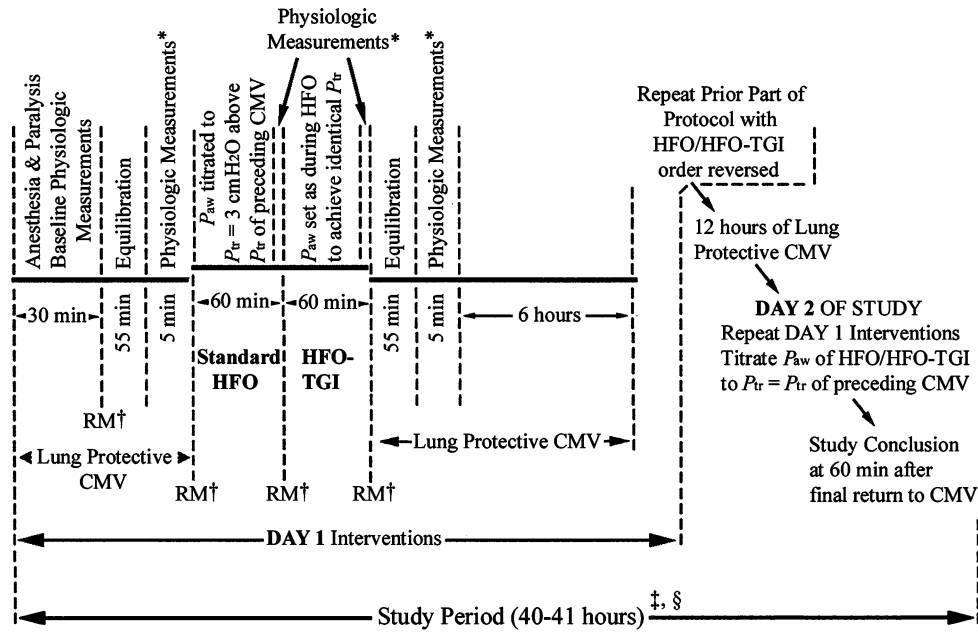 Physiologic
Measurements*
Anesthesia & Paralysis
Baseline Physiologic
Measurements
Equilibration
Physiologic Measurements*
Paw titrated to
Ptr = 3 cmH2O above
Ptr of preceding CMV
Paw set as during HFO
to achieve identical Ptr
Equilibration
Physiologic Measurements*
Repeat Prior Part of
Protocol with
HFO/HFO-TGI
order reversed
12 hours of Lung
Protective CMV
DAY 2 OF STUDY
Repeat DAY 1 Interventions
Titrate Paw of HFO/HFO-TGI
to Ptr = Ptr of preceding CMV
Study Conclusion
at 60 min after
final return to CMV
30 min
55 min
5 min
60 min
60 min
55 min
5 min
6 hours
Standard
HFO
HFO-
TGI
RM†
Lung Protective
CMV
Lung Protective CMV
RM†
RM†
RM†
DAY 1 Interventions
Study Period (40-41 hours) ‡, §